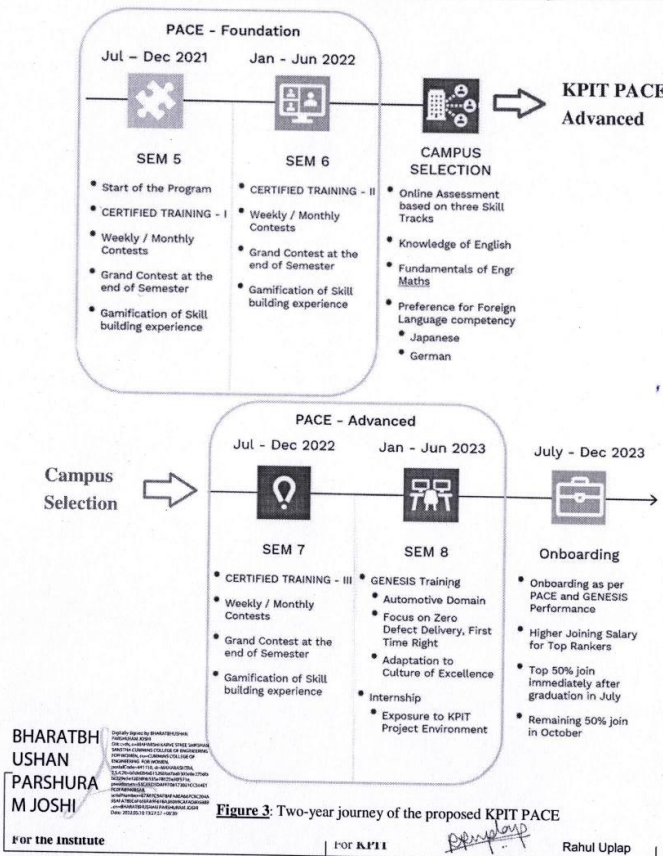 PACE - Foundation
Jul – Dec 2021
Jan - Jun 2022
KPIT PACE
Advanced
SEM 5
SEM 6
CAMPUS
SELECTION
• Start of the Program
• CERTIFIED TRAINING - I
• Weekly / Monthly
Contests
• Grand Contest at the
end of Semester
• Gamification of Skill
building experience
• CERTIFIED TRAINING - II
• Weekly / Monthly
Contests
• Grand Contest at the
end of Semester
• Gamification of Skill
building experience
• Online Assessment
based on three Skill
Tracks
• Knowledge of English
• Fundamentals of Engr
Maths
• Preference for Foreign
Language competency
• Japanese
• German
PACE - Advanced
Jul - Dec 2022
Jan - Jun 2023
July - Dec 2023
Campus
Selection
SEM 7
SEM 8
Onboarding
• CERTIFIED TRAINING - III
• Weekly / Monthly
Contests
• Grand Contest at the
end of Semester
• Gamification of Skill
building experience
• GENESIS Training
• Automotive Domain
• Focus on Zero
Defect Delivery, First
Time Right
• Adaptation to
Culture of Excellence
• Internship
• Exposure to KPIT
Project Environment
• Onboarding as per
PACE and GENESIS
Performance
• Higher Joining Salary
for Top Rankers
• Top 50% join
immediately after
graduation in July
• Remaining 50% join
in October
BHARATBH
USHAN
PARSHURA
M JOSHI
Digitally signed by BHARATBHUSHAN
PARSHURAM JOSHI
Figure 3: Two-year journey of the proposed KPIT PACE
For the Institute
For KPIT
Rahul Uplap